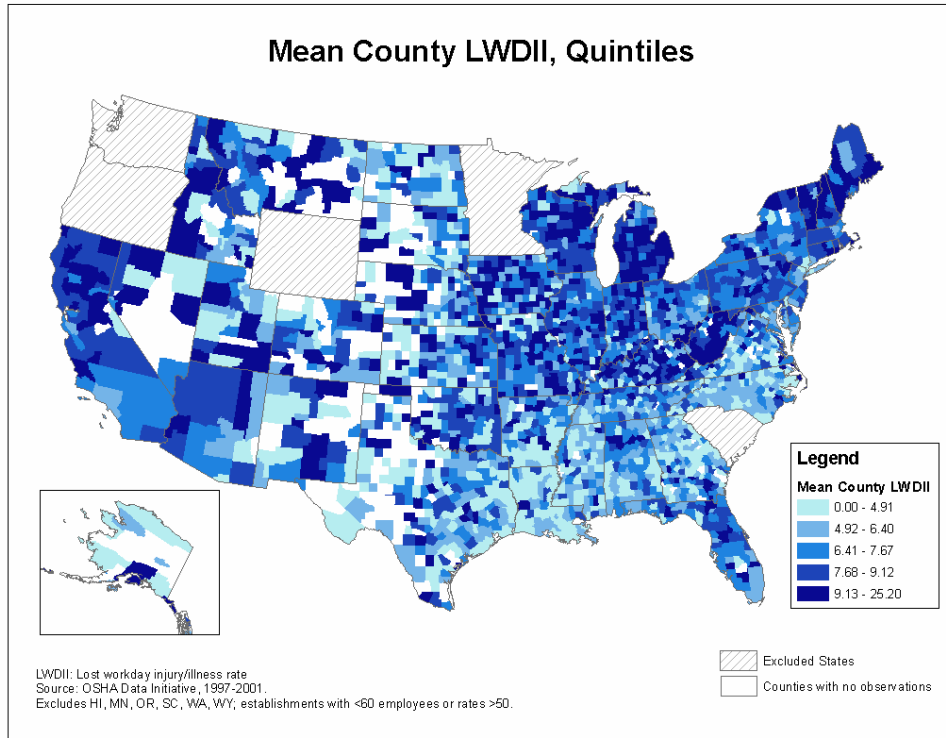 Mean County LWDII, Quintiles
Legend
Mean County LWDII
0.00 - 4.91
4.92 - 6.40
6.41 - 7.67
7.68 - 9.12
9.13 - 25.20
Excluded States
Counties with no observations
LWDII: Lost workday injury/illness rate
Source: OSHA Data Initiative, 1997-2001.
Excludes HI, MN, OR, SC, WA, WY; establishments with <60 employees or rates >50.